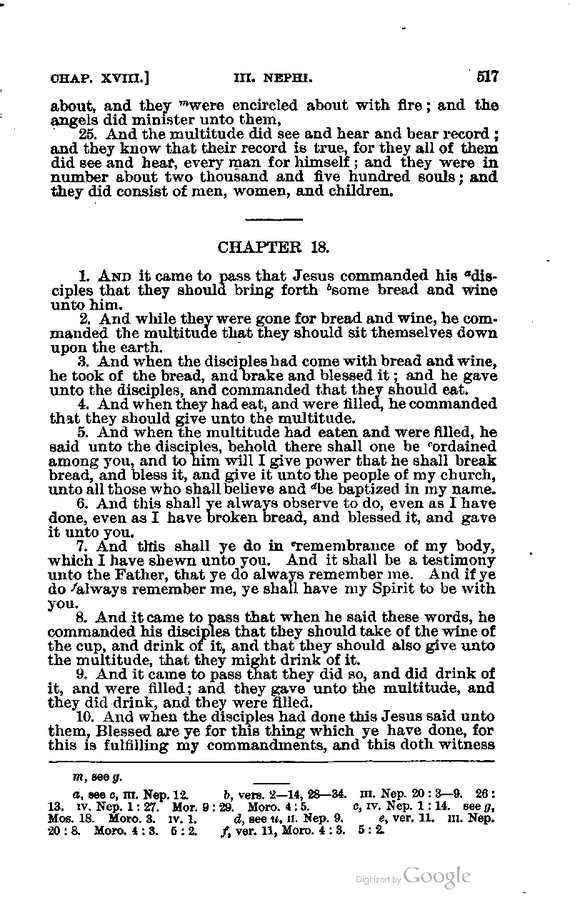 CHAP. XVIII.] III. NEPHI. 517
about, and they ᵐwere encircled about with fire; and the
angels did minister unto them,
25. And the multitude did see and hear and bear record;
and they know that their record is true, for they all of them
did see and hear, every man for himself; and they were in
number about two thousand and five hundred souls; and
they did consist of men, women, and children.
CHAPTER 18.
1. AND it came to pass that Jesus commanded his ᵃdis-
ciples that they should bring forth ᵇsome bread and wine
unto him.
2. And while they were gone for bread and wine, he com-
manded the multitude that they should sit themselves down
upon the earth.
3. And when the disciples had come with bread and wine,
he took of the bread, and brake and blessed it; and he gave
unto the disciples, and commanded that they should eat.
4. And when they had eat, and were filled, he commanded
that they should give unto the multitude.
5. And when the multitude had eaten and were filled, he
said unto the disciples, behold there shall one be ᶜordained
among you, and to him will I give power that he shall break
bread, and bless it, and give it unto the people of my church,
unto all those who shall believe and ᵈbe baptized in my name.
6. And this shall ye always observe to do, even as I have
done, even as I have broken bread, and blessed it, and gave
it unto you.
7. And this shall ye do in ᵉremembrance of my body,
which I have shewn unto you. And it shall be a testimony
unto the Father, that ye do always remember me. And if ye
do ᶠalways remember me, ye shall have my Spirit to be with
you.
8. And it came to pass that when he said these words, he
commanded his disciples that they should take of the wine of
the cup, and drink of it, and that they should also give unto
the multitude, that they might drink of it.
9. And it came to pass that they did so, and did drink of
it, and were filled; and they gave unto the multitude, and
they did drink, and they were filled.
10. And when the disciples had done this Jesus said unto
them, Blessed are ye for this thing which ye have done, for
this is fulfilling my commandments, and this doth witness
m, see g.
a, see c, III. Nep. 12. b, vers. 2—14, 28—34. III. Nep. 20:3—9. 26:
13. IV. Nep. 1:27. Mor. 9:29. Moro. 4:5. c, IV. Nep. 1:14. see g,
Mos. 18. Moro. 3. IV. 1. d, see u, II. Nep. 9. e, ver. 11. III. Nep.
20:8. Moro. 4:3. 5:2. f, ver. 11, Moro. 4:3. 5:2.
Digitized by Google